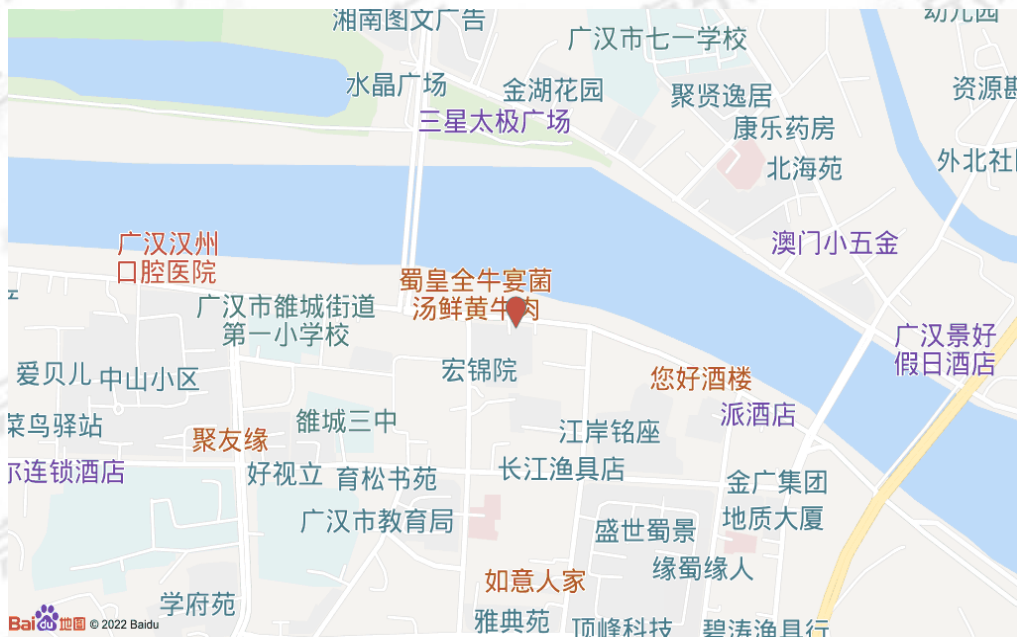 湘南图文广告
幼儿园
广汉市七一学校
水晶广场
金湖花园
聚贤逸居
资源勘
三星太极广场
康乐药房
北海苑
外北社
广汉汉州
口腔医院
澳门小五金
蜀皇全牛宴菌
汤鲜黄牛肉
广汉市雒城街道
第一小学校
广汉景好
假日酒店
爱贝儿
中山小区
宏锦院
您好酒楼
派酒店
菜鸟驿站
聚友缘
雒城三中
江岸铭座
尔连锁酒店
好视立
育松书苑
长江渔具店
金广集团
广汉市教育局
盛世蜀景
地质大厦
缘蜀缘人
如意人家
学府苑
雅典苑
顶峰科技
碧涛渔具行
Bai du 地图 © 2022 Baidu